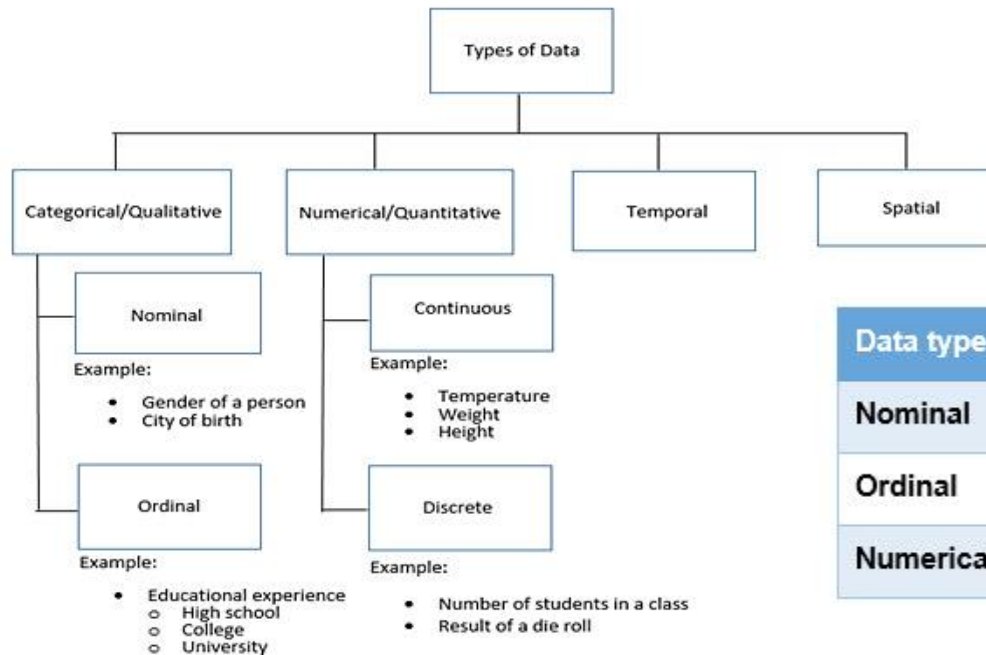 Types of Data
Categorical/Qualitative
Numerical/Quantitative
Temporal
Spatial
Nominal
Example:
• Gender of a person
• City of birth
Ordinal
Example:
• Educational experience
o High school
o College
o University
Continuous
Example:
• Temperature
• Weight
• Height
Discrete
Example:
• Number of students in a class
• Result of a die roll
Data type
Nominal
Ordinal
Numerica